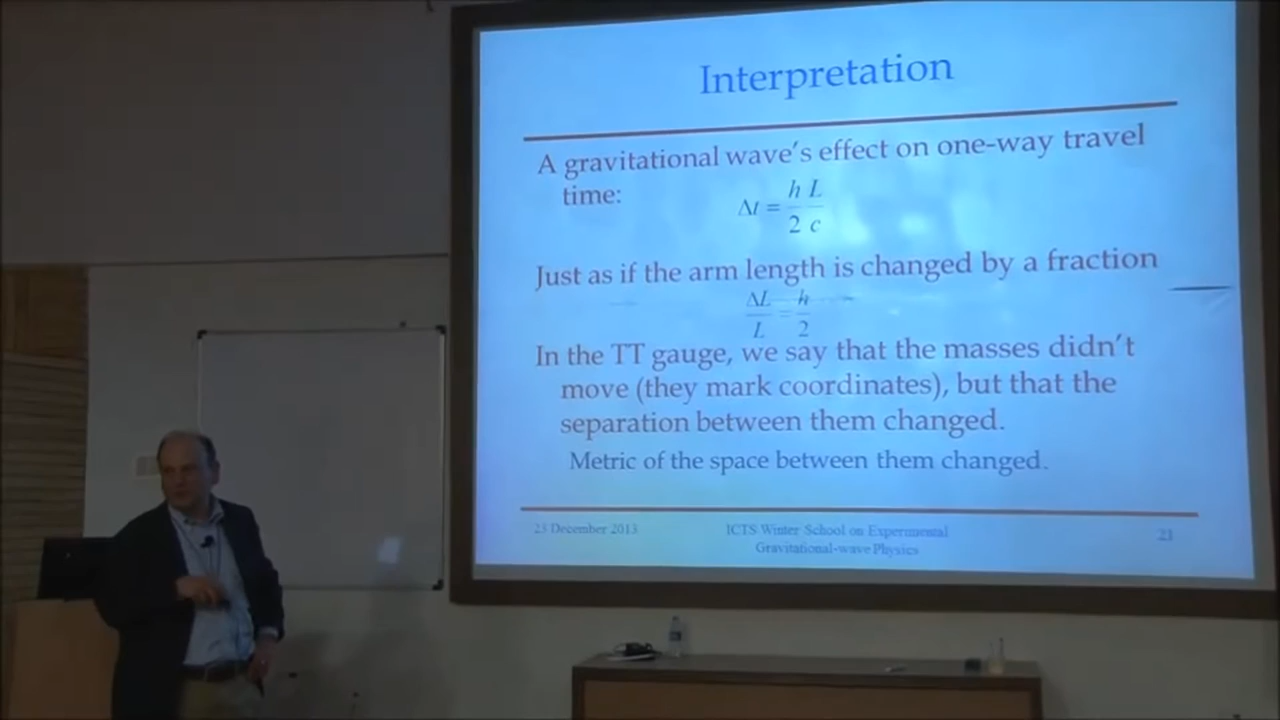 Interpretation
A gravitational wave's effect on one-way travel
time:
Δt = h/2 L/c
Just as if the arm length is changed by a fraction
ΔL/L = h/2
In the TT gauge, we say that the masses didn't
move (they mark coordinates), but that the
separation between them changed.
Metric of the space between them changed.
23 December 2013
ICTS Winter School on Experimental
Gravitational-wave Physics
21